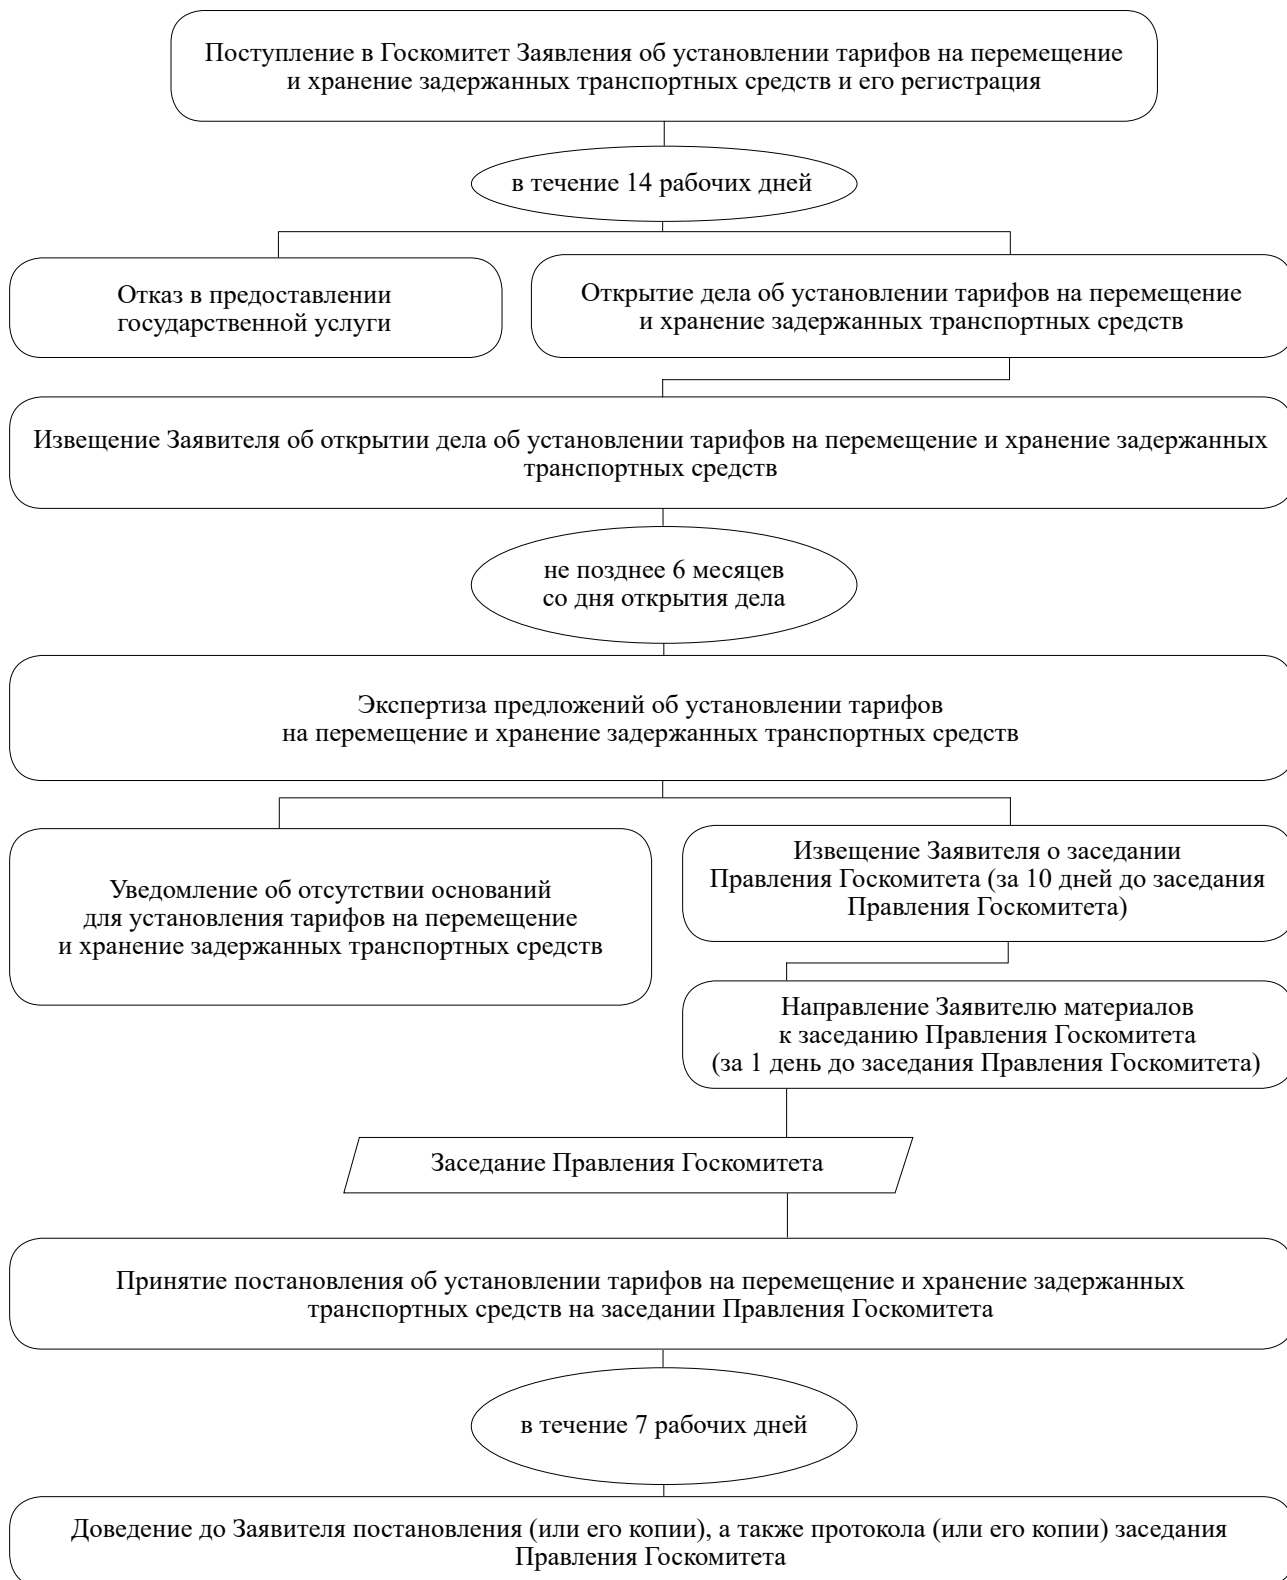 Поступление в Госкомитет Заявления об установлении тарифов на перемещение
и хранение задержанных транспортных средств и его регистрация
в течение 14 рабочих дней
Отказ в предоставлении
государственной услуги
Открытие дела об установлении тарифов на перемещение
и хранение задержанных транспортных средств
Извещение Заявителя об открытии дела об установлении тарифов на перемещение и хранение задержанных
транспортных средств
не позднее 6 месяцев
со дня открытия дела
Экспертиза предложений об установлении тарифов
на перемещение и хранение задержанных транспортных средств
Уведомление об отсутствии оснований
для установления тарифов на перемещение
и хранение задержанных транспортных средств
Извещение Заявителя о заседании
Правления Госкомитета (за 10 дней до заседания
Правления Госкомитета)
Направление Заявителю материалов
к заседанию Правления Госкомитета
(за 1 день до заседания Правления Госкомитета)
Заседание Правления Госкомитета
Принятие постановления об установлении тарифов на перемещение и хранение задержанных
транспортных средств на заседании Правления Госкомитета
в течение 7 рабочих дней
Доведение до Заявителя постановления (или его копии), а также протокола (или его копии) заседания
Правления Госкомитета